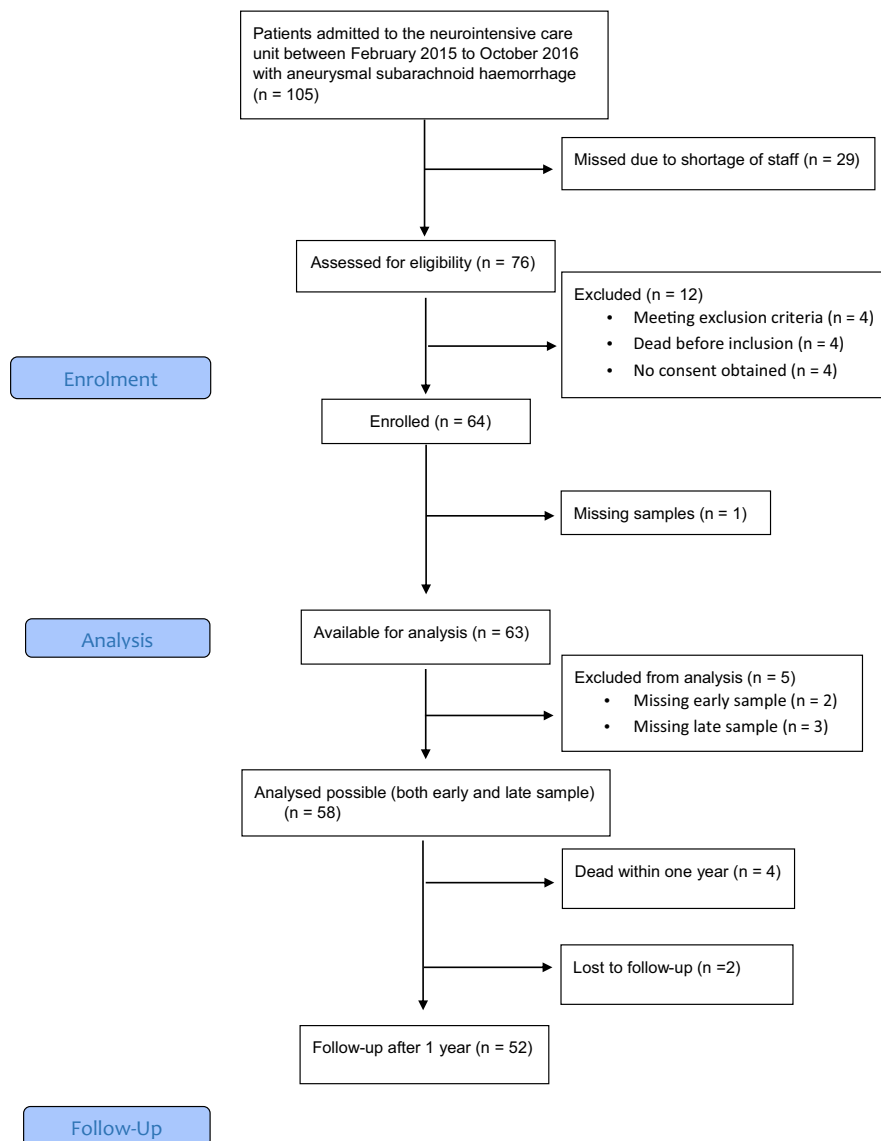 Patients admitted to the neurointensive care
unit between February 2015 to October 2016
with aneurysmal subarachnoid haemorrhage
(n = 105)
Missed due to shortage of staff (n = 29)
Assessed for eligibility (n = 76)
Excluded (n = 12)
• Meeting exclusion criteria (n = 4)
• Dead before inclusion (n = 4)
• No consent obtained (n = 4)
Enrolment
Enrolled (n = 64)
Missing samples (n = 1)
Analysis
Available for analysis (n = 63)
Excluded from analysis (n = 5)
• Missing early sample (n = 2)
• Missing late sample (n = 3)
Analysed possible (both early and late sample)
(n = 58)
Dead within one year (n = 4)
Lost to follow-up (n =2)
Follow-up after 1 year (n = 52)
Follow-Up